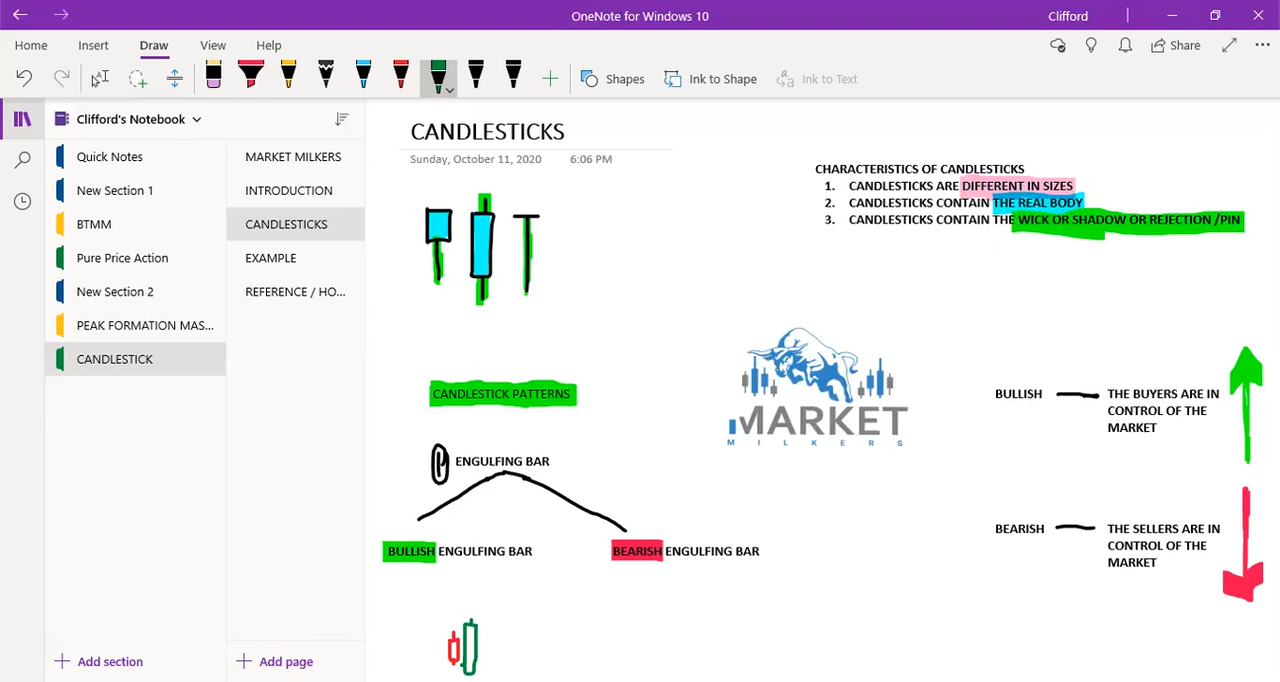 OneNote for Windows 10
Clifford
Home Insert Draw View Help
Share
Shapes
Ink to Shape
Ink to Text
Clifford's Notebook
Quick Notes
New Section 1
BTMM
Pure Price Action
New Section 2
PEAK FORMATION MAS...
CANDLESTICK
Add section
MARKET MILKERS
INTRODUCTION
CANDLESTICKS
EXAMPLE
REFERENCE / HO...
Add page
CANDLESTICKS
Sunday, October 11, 2020 6:06 PM
CHARACTERISTICS OF CANDLESTICKS
1. CANDLESTICKS ARE DIFFERENT IN SIZES
2. CANDLESTICKS CONTAIN THE REAL BODY
3. CANDLESTICKS CONTAIN THE WICK OR SHADOW OR REJECTION /PIN
CANDLESTICK PATTERNS
ENGULFING BAR
BULLISH ENGULFING BAR
BEARISH ENGULFING BAR
MARKET
MILKERS
BULLISH
THE BUYERS ARE IN
CONTROL OF THE
MARKET
BEARISH
THE SELLERS ARE IN
CONTROL OF THE
MARKET